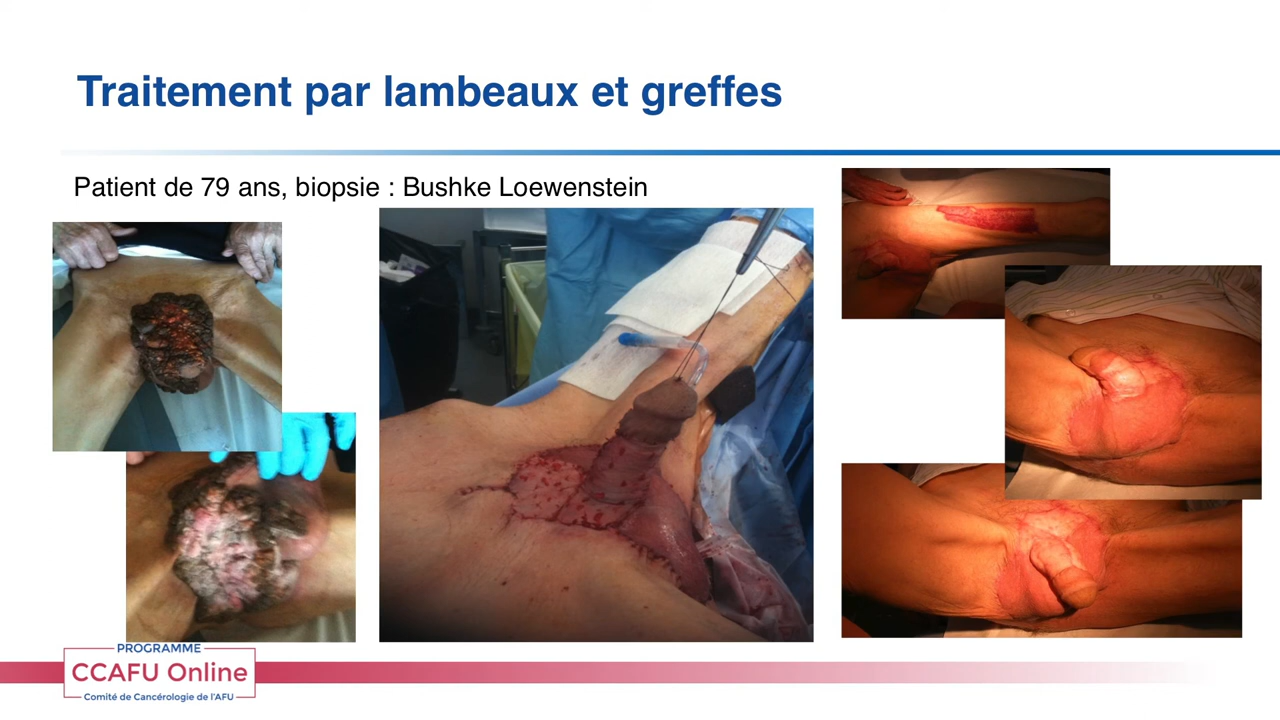 Traitement par lambeaux et greffes
Patient de 79 ans, biopsie : Bushke Loewenstein
PROGRAMME
CCAFU Online
Comité de Cancérologie de l'AFU